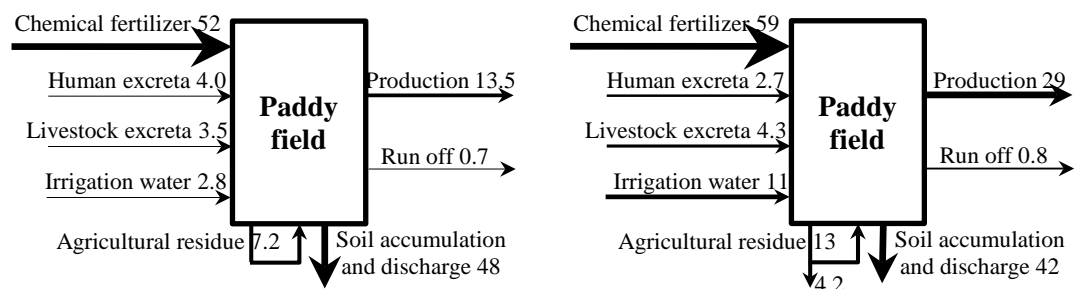 Chemical fertilizer 52
Human excreta 4.0
Livestock excreta 3.5
Irrigation water 2.8
Paddy
field
Production 13.5
Run off 0.7
Agricultural residue 7.2
Soil accumulation
and discharge 48
Chemical fertilizer 59
Human excreta 2.7
Livestock excreta 4.3
Irrigation water 11
Paddy
field
Production 29
Run off 0.8
Agricultural residue 13
4.2
Soil accumulation
and discharge 42